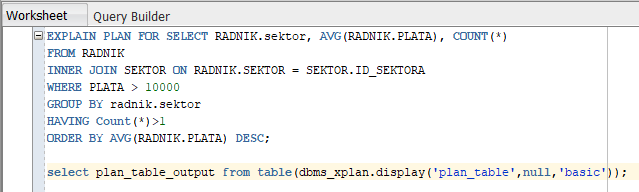 Worksheet Query Builder
EXPLAIN PLAN FOR SELECT RADNIK.sektor, AVG(RADNIK.PLATA), COUNT(*)
FROM RADNIK
INNER JOIN SEKTOR ON RADNIK.SEKTOR = SEKTOR.ID_SEKTORA
WHERE PLATA > 10000
GROUP BY radnik.sektor
HAVING Count(*)>1
ORDER BY AVG(RADNIK.PLATA) DESC;
select plan_table_output from table(dbms_xplan.display('plan_table',null,'basic'));